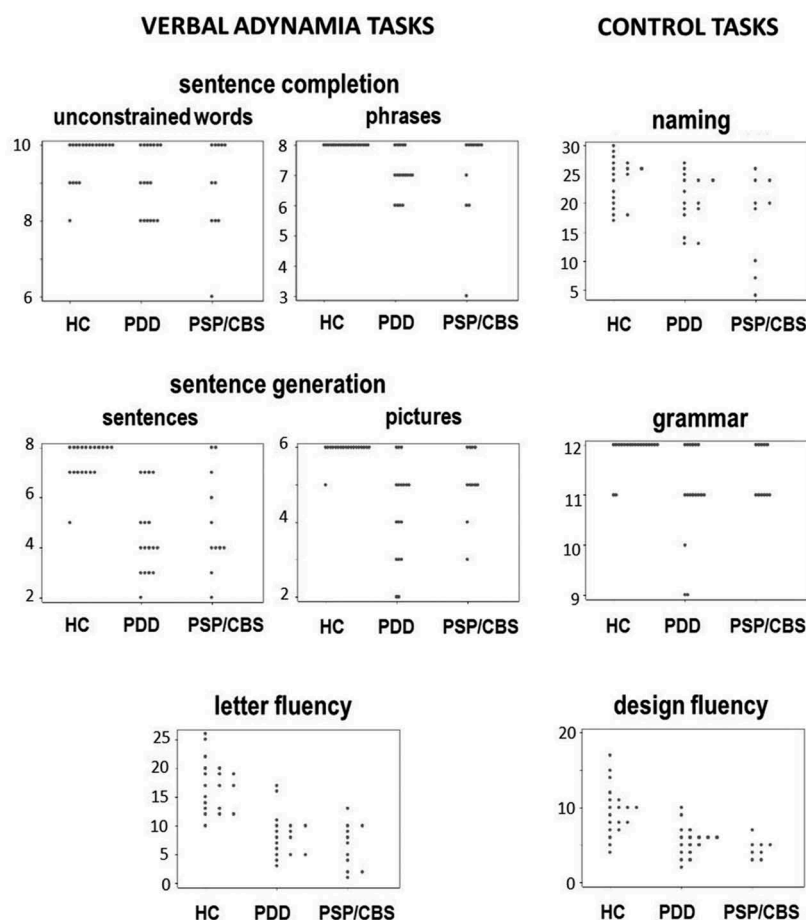 VERBAL ADYNAMIA TASKS CONTROL TASKS
sentence completion
unconstrained words phrases naming
10
9
8
6
HC PDD PSP/CBS
8
7
6
5
4
3
HC PDD PSP/CBS
30
25
20
15
10
5
HC PDD PSP/CBS
sentence generation
sentences pictures grammar
8
6
4
2
HC PDD PSP/CBS
6
4
2
HC PDD PSP/CBS
12
11
10
9
HC PDD PSP/CBS
letter fluency design fluency
25
20
15
10
5
0
HC PDD PSP/CBS
20
10
0
HC PDD PSP/CBS